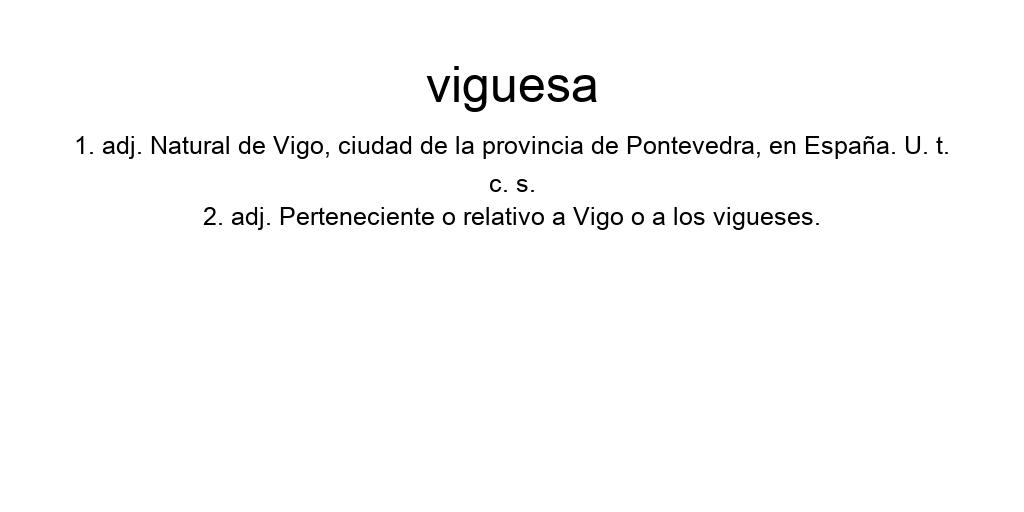 viguesa
1. adj. Natural de Vigo, ciudad de la provincia de Pontevedra, en España. U. t.
c. s.
2. adj. Perteneciente o relativo a Vigo o a los vigueses.